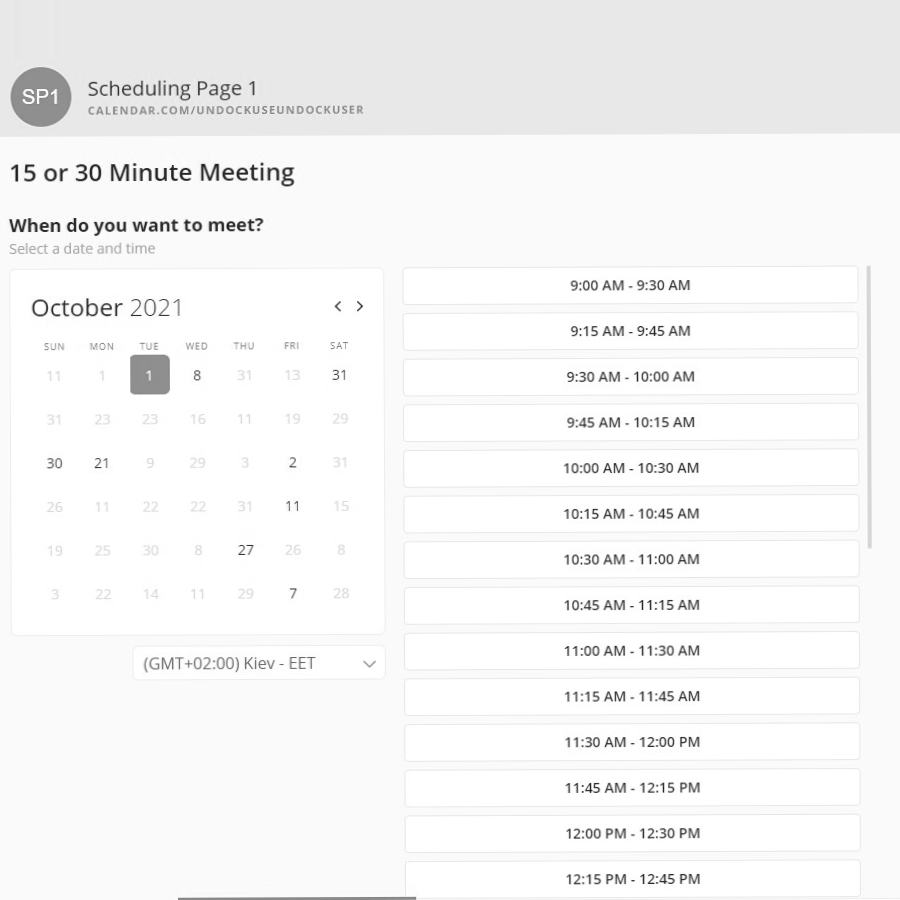 SP1
Scheduling Page 1
CALENDAR.COM/UNDOCKUSEUNDOCKUSER
15 or 30 Minute Meeting
When do you want to meet?
Select a date and time
October 2021
SUN MON TUE WED THU FRI SAT
11 1 1 8 31 13 31
31 23 23 16 11 19 29
30 21 9 29 3 2 31
26 11 22 22 31 11 15
19 25 30 8 27 26 8
3 22 14 11 29 7 28
(GMT+02:00) Kiev - EET
9:00 AM - 9:30 AM
9:15 AM - 9:45 AM
9:30 AM - 10:00 AM
9:45 AM - 10:15 AM
10:00 AM - 10:30 AM
10:15 AM - 10:45 AM
10:30 AM - 11:00 AM
10:45 AM - 11:15 AM
11:00 AM - 11:30 AM
11:15 AM - 11:45 AM
11:30 AM - 12:00 PM
11:45 AM - 12:15 PM
12:00 PM - 12:30 PM
12:15 PM - 12:45 PM